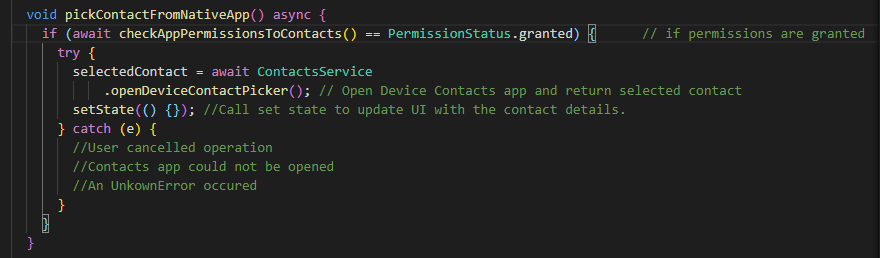 void pickContactFromNativeApp() async {
if (await checkAppPermissionsToContacts() == PermissionStatus.granted) { // if permissions are granted
try {
selectedContact = await ContactsService
.openDeviceContactPicker(); // Open Device Contacts app and return selected contact
setState(() {}); //Call set state to update UI with the contact details.
} catch (e) {
//User cancelled operation
//Contacts app could not be opened
//An UnkownError occured
}
}
}